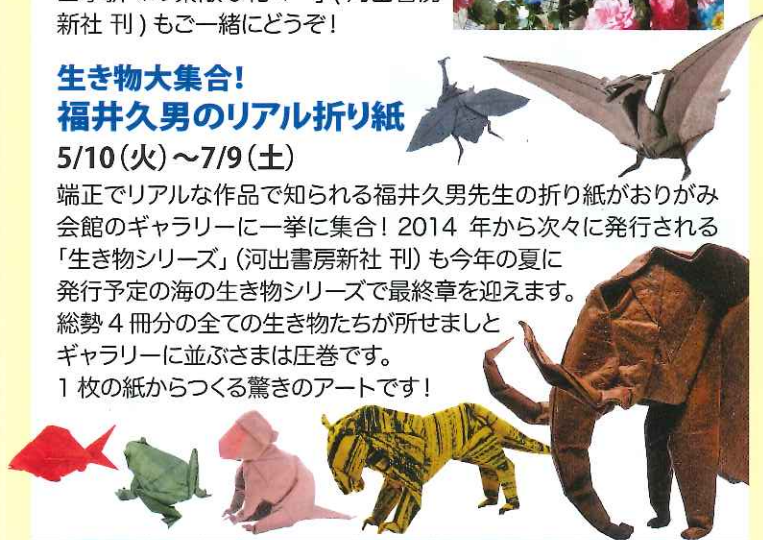 新社 刊)もご一緒にどうぞ!
生き物大集合!
福井久男のリアル折り紙
5/10(火)~7/9(土)
端正でリアルな作品で知られる福井久男先生の折り紙がおりがみ
会館のギャラリーに一挙に集合! 2014 年から次々に発行される
「生き物シリーズ」(河出書房新社 刊)も今年の夏に
発行予定の海の生き物シリーズで最終章を迎えます。
総勢 4 冊分の全ての生き物たちが所せましと
ギャラリーに並ぶさまは圧巻です。
1 枚の紙からつくる驚きのアートです!